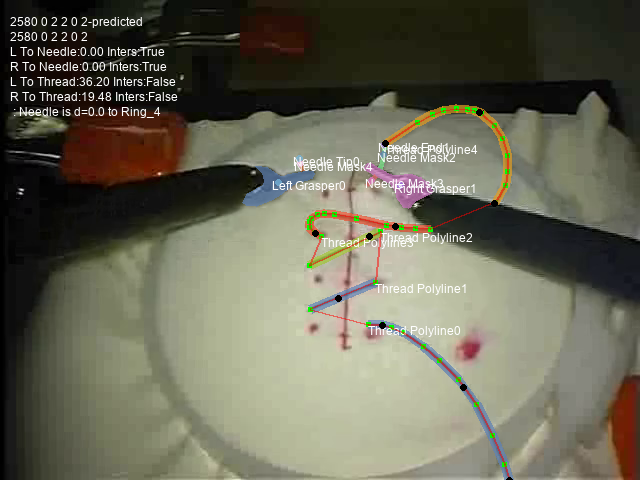 2580 0 2 2 0 2-predicted
2580 0 2 2 0 2
L To Needle:0.00 Inters:True
R To Needle:0.00 Inters:True
L To Thread:36.20 Inters:False
R To Thread:19.48 Inters:False
: Needle is d=0.0 to Ring_4
Needle End1
Thread Polyline4
Needle Mask2
Needle Tip0
Needle Mask4
Left Grasper0
Needle Mask3
Right Grasper1
Thread Polyline2
Thread Polyline3
Thread Polyline1
Thread Polyline0